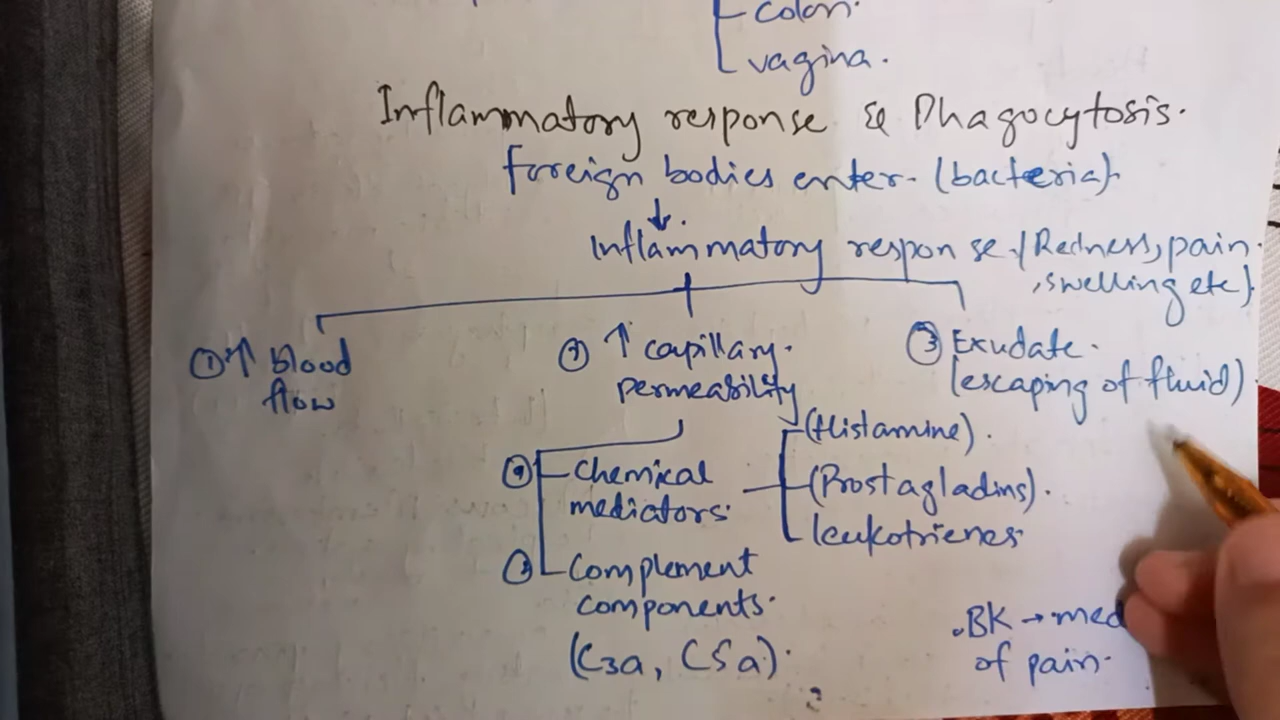 Colon.
vagina.
Inflammatory response & Phagocytosis.
foreign bodies enter. (bacteria).
↓.
Inflammatory response. (Redness, pain.
, swelling etc).
① ↑ blood
flow
② ↑ capillary.
permeability
③ Exudate.
(escaping of fluid).
(Histamine).
(Prostagladins).
leukotrienes.
Chemical
mediators.
Complement
components.
(C3a, C5a).
. BK → med
of pain.